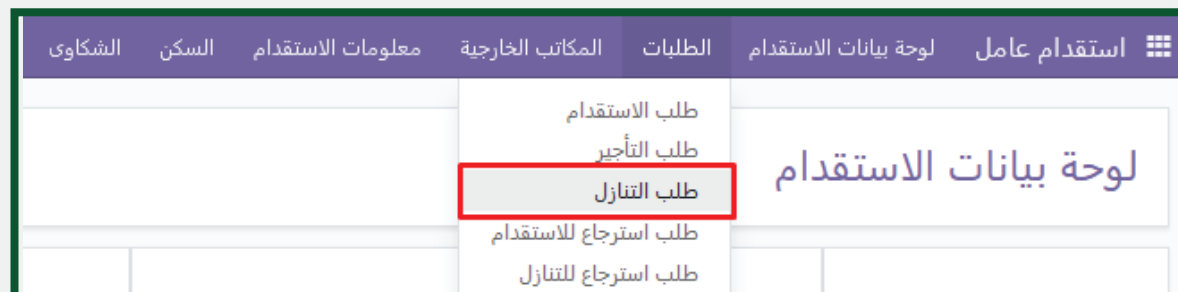 استقدام عامل لوحة بيانات الاستقدام الطلبات المكاتب الخارجية معلومات الاستقدام السكن الشكاوى
طلب الاستقدام
طلب التأجير
لوحة بيانات الاستقدام
طلب التنازل
طلب استرجاع للاستقدام
طلب استرجاع للتنازل